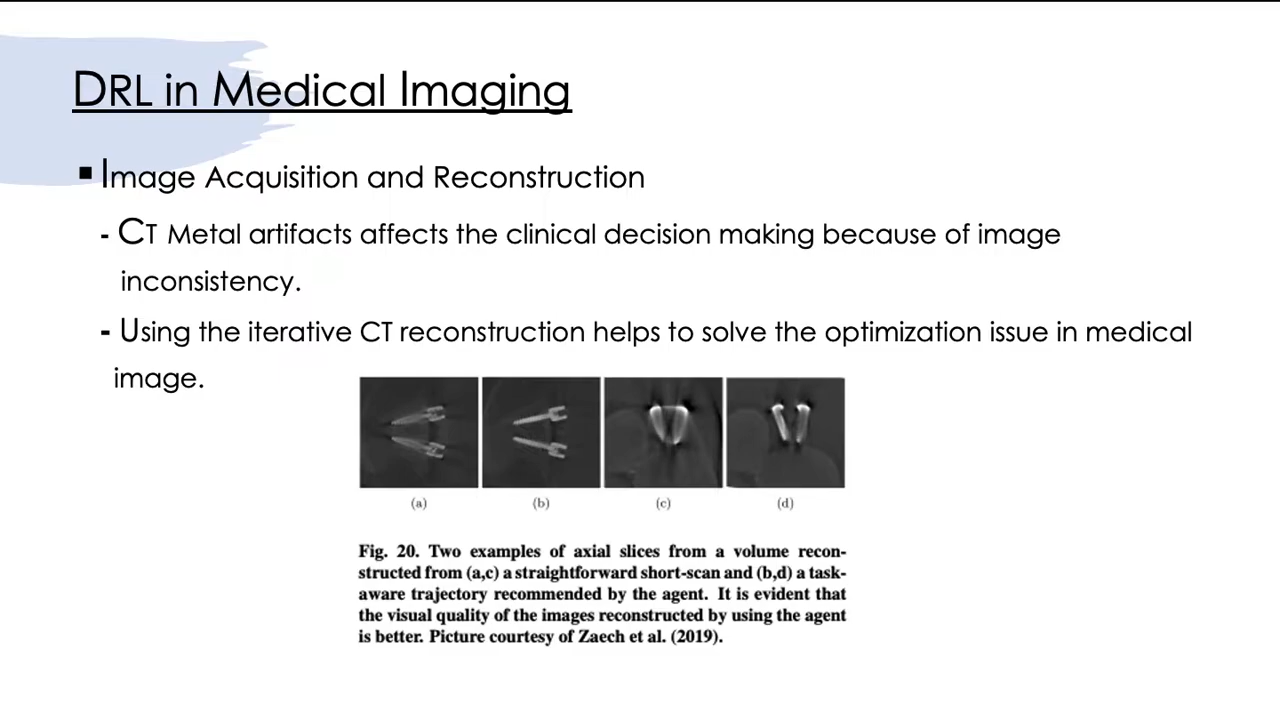 DRL in Medical Imaging
▪ Image Acquisition and Reconstruction
- CT Metal artifacts affects the clinical decision making because of image
inconsistency.
- Using the iterative CT reconstruction helps to solve the optimization issue in medical
image.
(a) (b) (c) (d)
Fig. 20. Two examples of axial slices from a volume recon-
structed from (a,c) a straightforward short-scan and (b,d) a task-
aware trajectory recommended by the agent. It is evident that
the visual quality of the images reconstructed by using the agent
is better. Picture courtesy of Zaech et al. (2019).